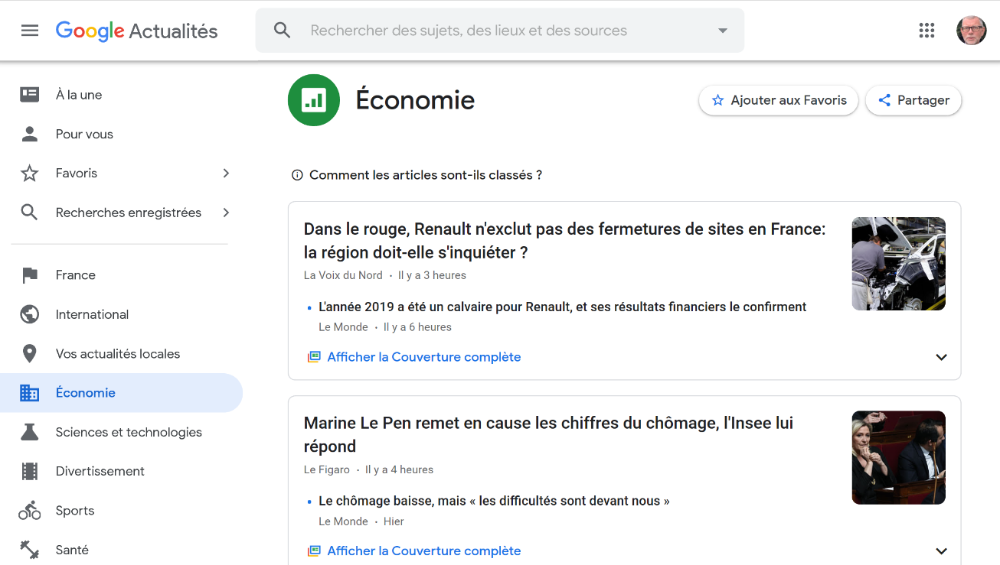 Google Actualités
Rechercher des sujets, des lieux et des sources
À la une
Pour vous
Favoris
Recherches enregistrées
France
International
Vos actualités locales
Économie
Sciences et technologies
Divertissement
Sports
Santé
Économie
Ajouter aux Favoris
Partager
Comment les articles sont-ils classés ?
Dans le rouge, Renault n'exclut pas des fermetures de sites en France:
la région doit-elle s'inquiéter ?
La Voix du Nord · Il y a 3 heures
L'année 2019 a été un calvaire pour Renault, et ses résultats financiers le confirment
Le Monde · Il y a 6 heures
Afficher la Couverture complète
Marine Le Pen remet en cause les chiffres du chômage, l'Insee lui
répond
Le Figaro · Il y a 4 heures
Le chômage baisse, mais « les difficultés sont devant nous »
Le Monde · Hier
Afficher la Couverture complète